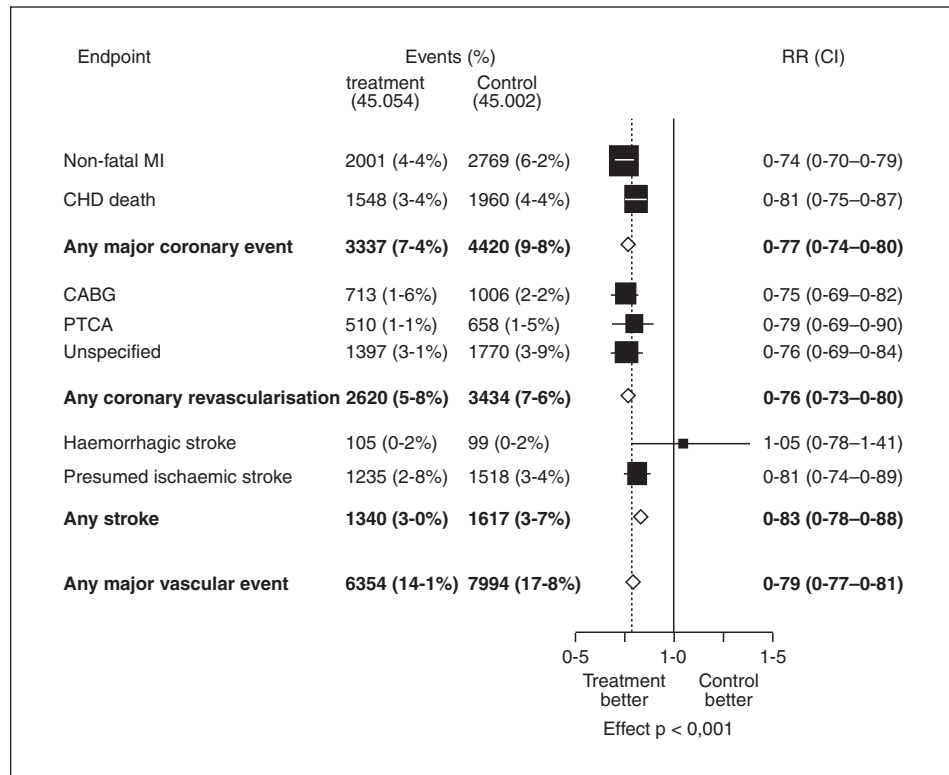 Endpoint Events (%) RR (CI)
treatment Control
(45.054) (45.002)
Non-fatal MI 2001 (4-4%) 2769 (6-2%) 0-74 (0-70–0-79)
CHD death 1548 (3-4%) 1960 (4-4%) 0-81 (0-75–0-87)
Any major coronary event 3337 (7-4%) 4420 (9-8%) 0-77 (0-74–0-80)
CABG 713 (1-6%) 1006 (2-2%) 0-75 (0-69–0-82)
PTCA 510 (1-1%) 658 (1-5%) 0-79 (0-69–0-90)
Unspecified 1397 (3-1%) 1770 (3-9%) 0-76 (0-69–0-84)
Any coronary revascularisation 2620 (5-8%) 3434 (7-6%) 0-76 (0-73–0-80)
Haemorrhagic stroke 105 (0-2%) 99 (0-2%) 1-05 (0-78–1-41)
Presumed ischaemic stroke 1235 (2-8%) 1518 (3-4%) 0-81 (0-74–0-89)
Any stroke 1340 (3-0%) 1617 (3-7%) 0-83 (0-78–0-88)
Any major vascular event 6354 (14-1%) 7994 (17-8%) 0-79 (0-77–0-81)
0-5 1-0 1-5
Treatment Control
better better
Effect p < 0,001